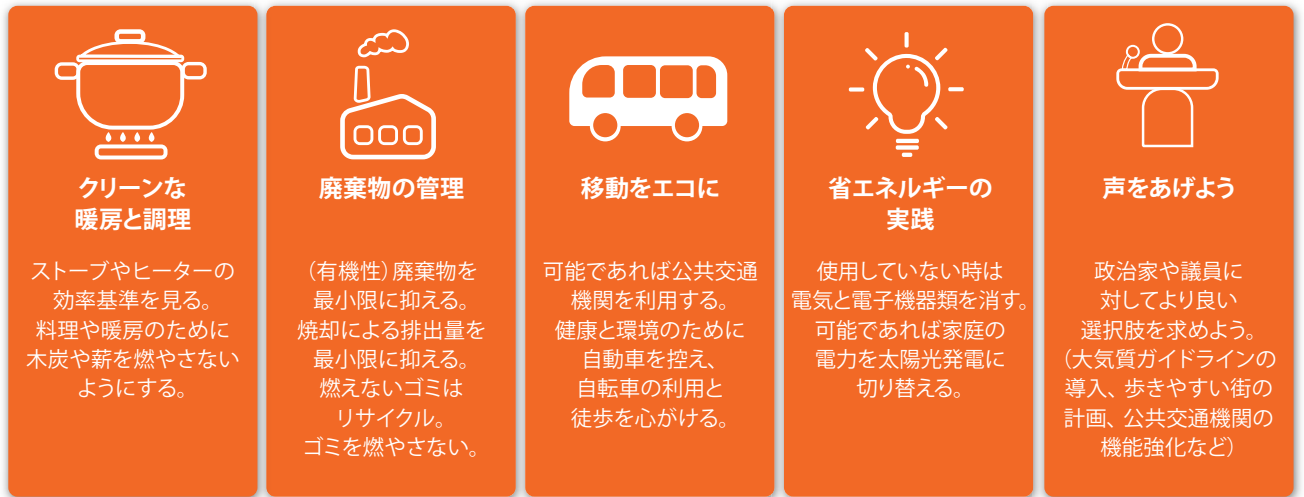 クリーンな
暖房と調理
ストーブやヒーターの
効率基準を見る。
料理や暖房のために
木炭や薪を燃やさない
ようにする。
廃棄物の管理
（有機性）廃棄物を
最小限に抑える。
焼却による排出量を
最小限に抑える。
燃えないゴミは
リサイクル。
ゴミを燃やさない。
移動をエコに
可能であれば公共交通
機関を利用する。
健康と環境のために
自動車を控え、
自転車の利用と
徒歩を心がける。
省エネルギーの
実践
使用していない時は
電気と電子機器類を消す。
可能であれば家庭の
電力を太陽光発電に
切り替える。
声をあげよう
政治家や議員に
対してより良い
選択肢を求めよう。
（大気質ガイドラインの
導入、歩きやすい街の
計画、公共交通機関の
機能強化など）